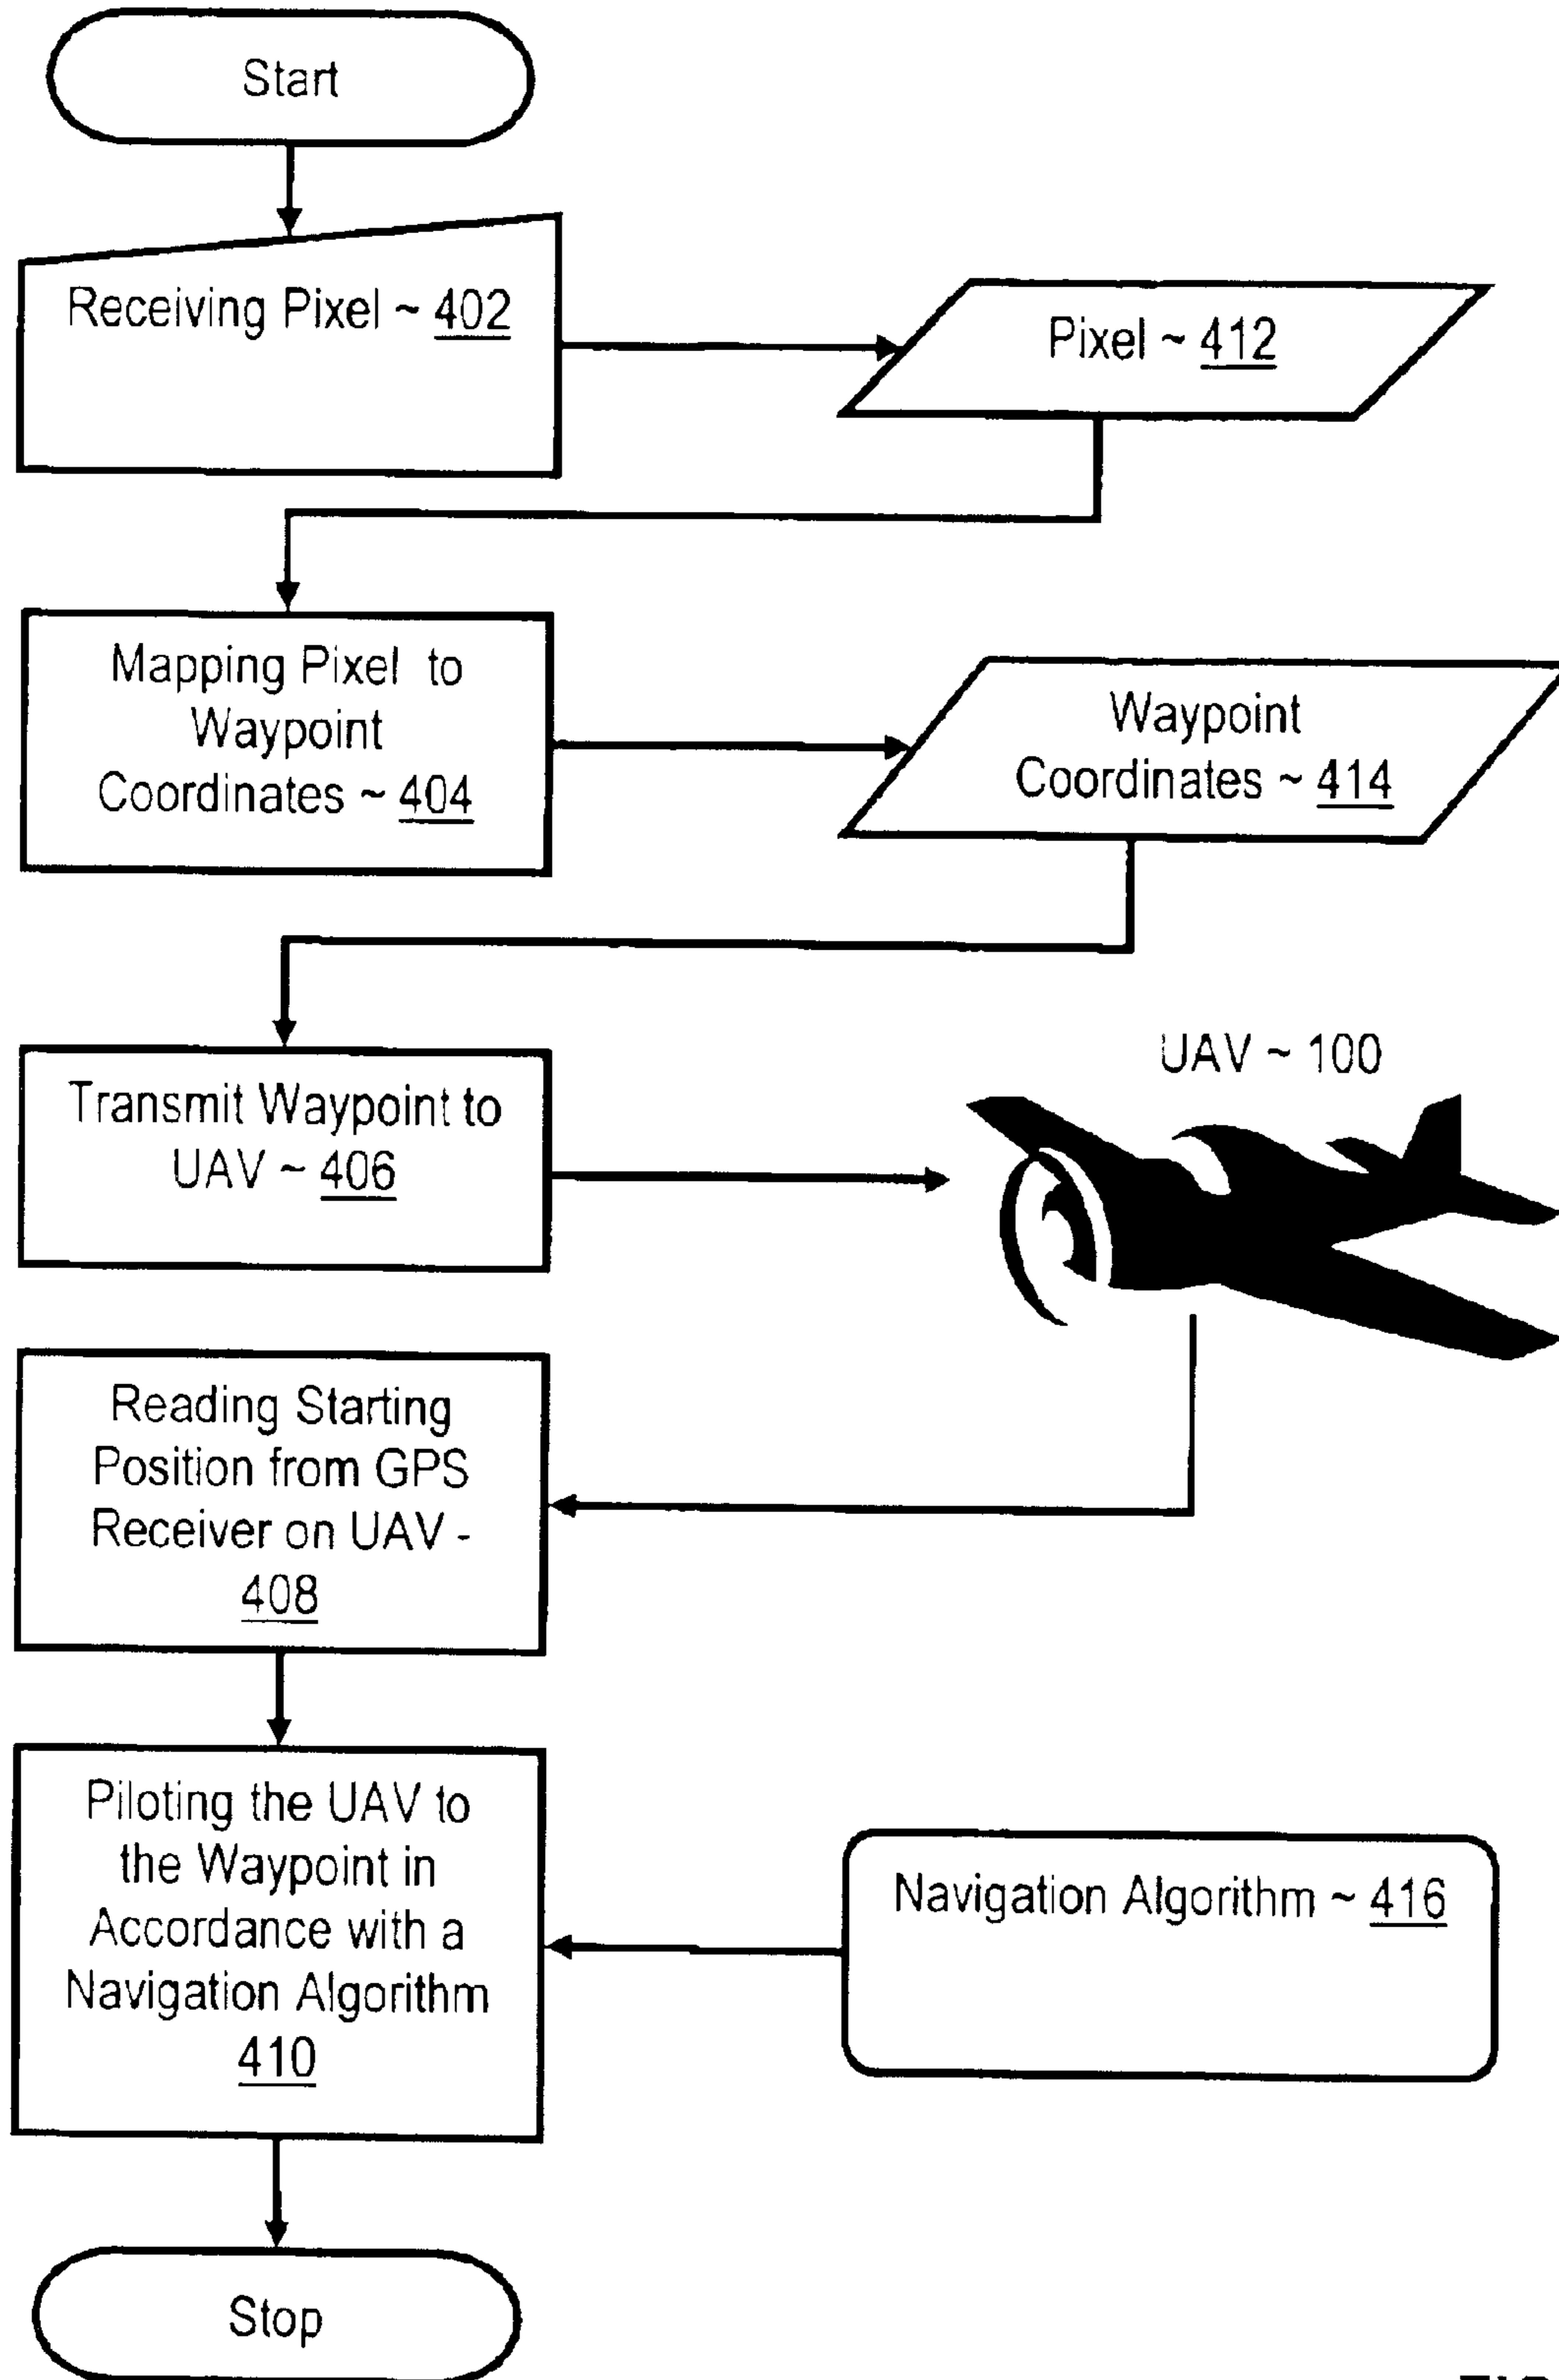 Start
Receiving Pixel ~ 402
Pixel ~ 412
Mapping Pixel to
Waypoint
Coordinates ~ 404
Waypoint
Coordinates ~ 414
Transmit Waypoint to
UAV ~ 406
UAV ~ 100
Reading Starting
Position from GPS
Receiver on UAV -
408
Piloting the UAV to
the Waypoint in
Accordance with a
Navigation Algorithm
410
Navigation Algorithm ~ 416
Stop